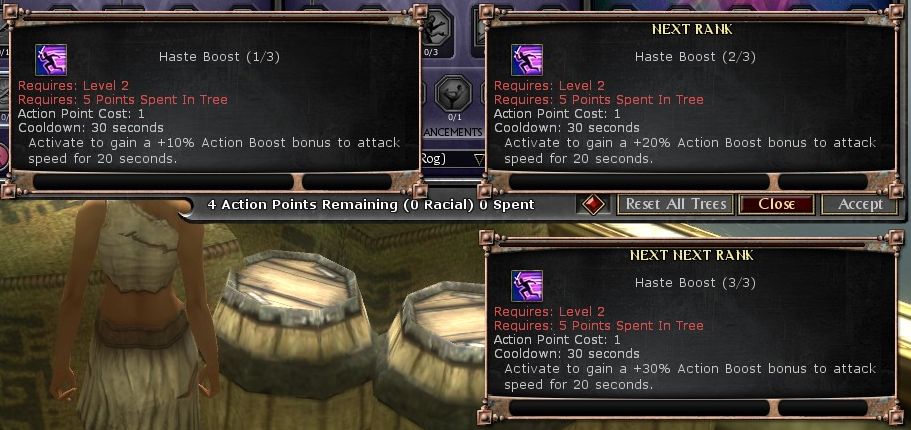 Haste Boost (1/3)
Requires: Level 2
Requires: 5 Points Spent In Tree
Action Point Cost: 1
Cooldown: 30 seconds
Activate to gain a +10% Action Boost bonus to attack
speed for 20 seconds.
0/3
0/1
ANCEMENTS
Rog)
NEXT RANK
Haste Boost (2/3)
Requires: Level 2
Requires: 5 Points Spent In Tree
Action Point Cost: 1
Cooldown: 30 seconds
Activate to gain a +20% Action Boost bonus to attack
speed for 20 seconds.
4 Action Points Remaining (0 Racial) 0 Spent
Reset All Trees
Close
Accept
NEXT NEXT RANK
Haste Boost (3/3)
Requires: Level 2
Requires: 5 Points Spent In Tree
Action Point Cost: 1
Cooldown: 30 seconds
Activate to gain a +30% Action Boost bonus to attack
speed for 20 seconds.